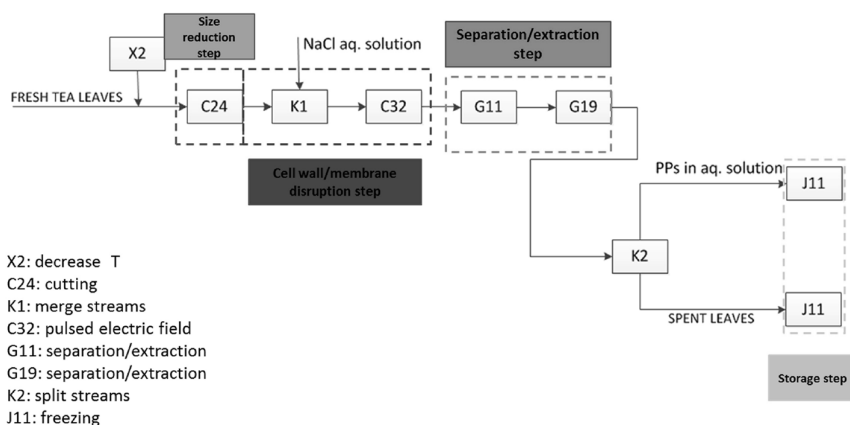 Size
reduction
step
X2
NaCl aq. solution
Separation/extraction
step
FRESH TEA LEAVES
C24
K1
C32
G11
G19
Cell wall/membrane
disruption step
PPs in aq. solution
J11
K2
SPENT LEAVES
J11
Storage step
X2: decrease T
C24: cutting
K1: merge streams
C32: pulsed electric field
G11: separation/extraction
G19: separation/extraction
K2: split streams
J11: freezing